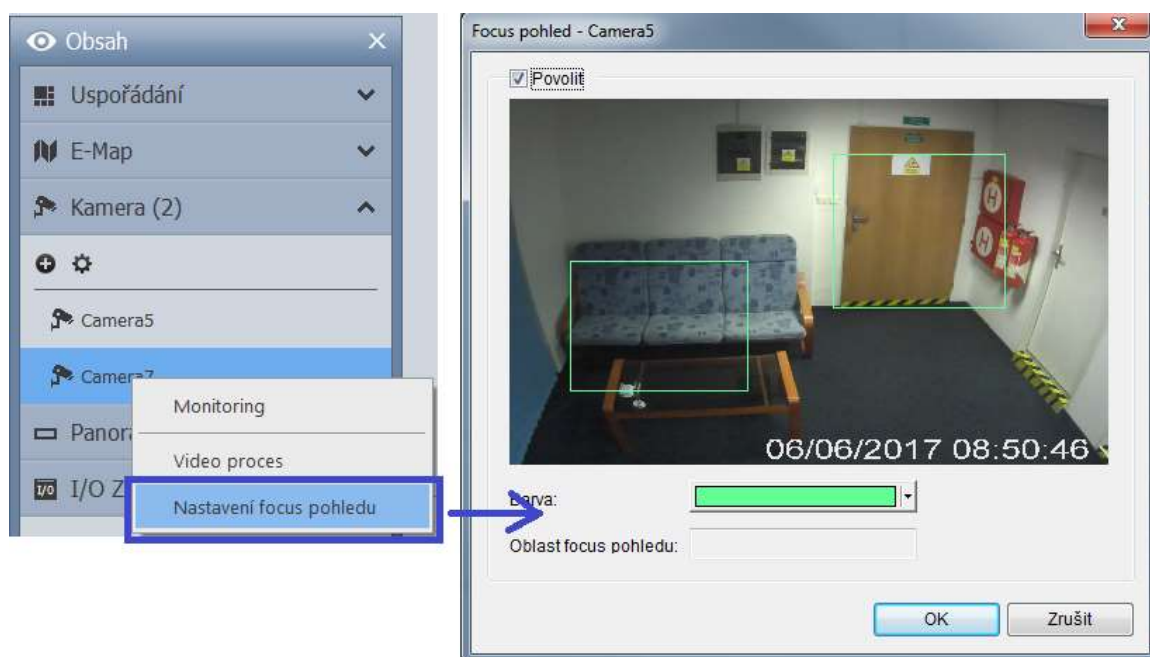 Obsah
Uspořádání
E-Map
Kamera (2)
Camera5
Camera7
Monitoring
Video proces
Nastavení focus pohledu
I/O
I/O Z
Focus pohled - Camera5
Povolit
H
H
06/06/2017 08:50:46
Barva:
Oblast focus pohledu:
OK
Zrušit